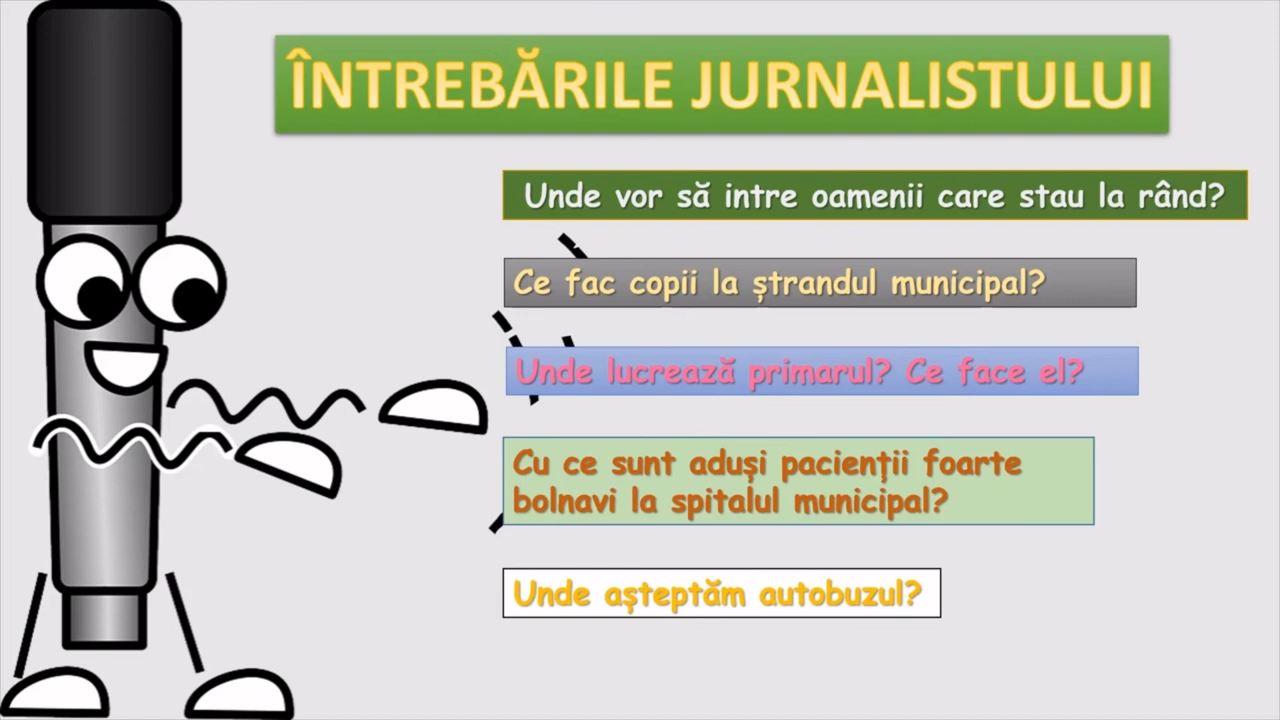 ÎNTREBĂRILE JURNALISTULUI
Unde vor să intre oamenii care stau la rând?
Ce fac copii la ștrandul municipal?
Unde lucrează primarul? Ce face el?
Cu ce sunt aduși pacienții foarte
bolnavi la spitalul municipal?
Unde așteptăm autobuzul?